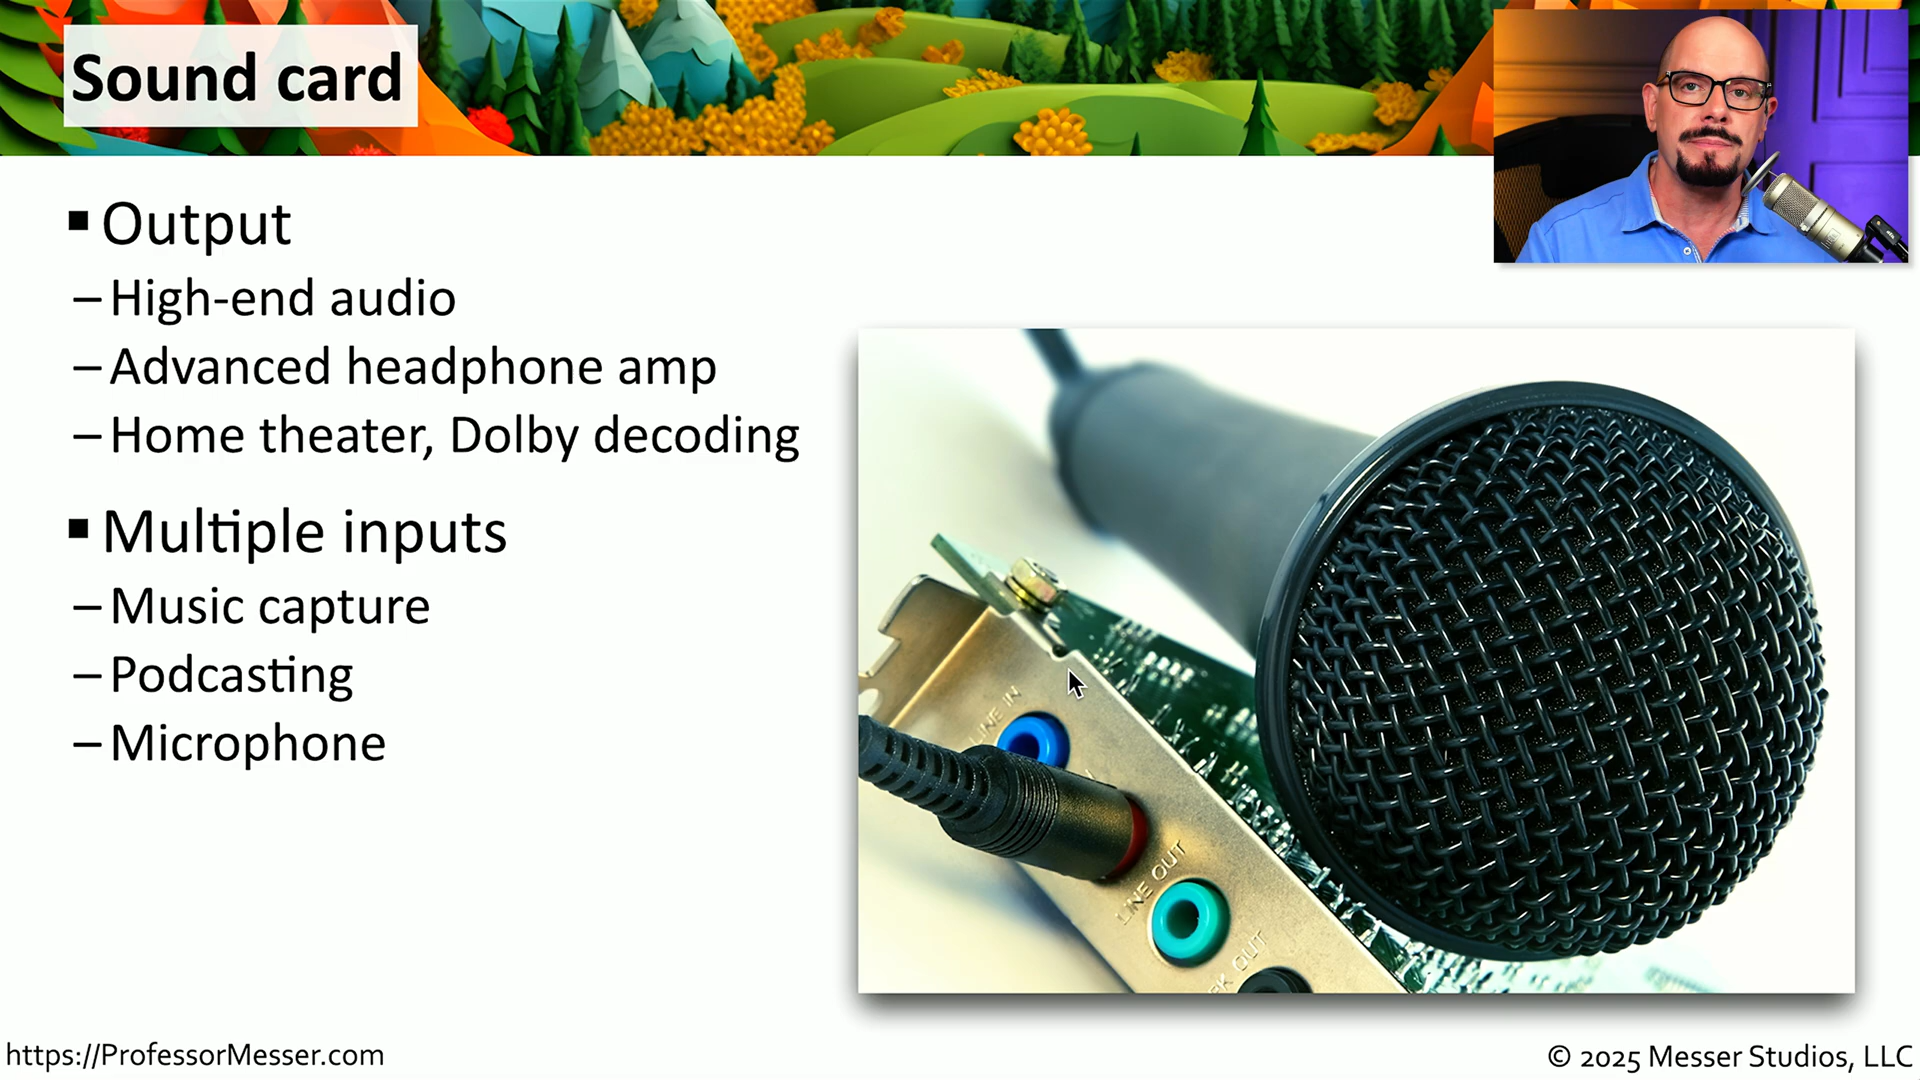 Sound card
▪ Output
– High-end audio
– Advanced headphone amp
– Home theater, Dolby decoding
▪ Multiple inputs
– Music capture
– Podcasting
– Microphone
LINE IN
LINE OUT
OUT
https://ProfessorMesser.com
© 2025 Messer Studios, LLC